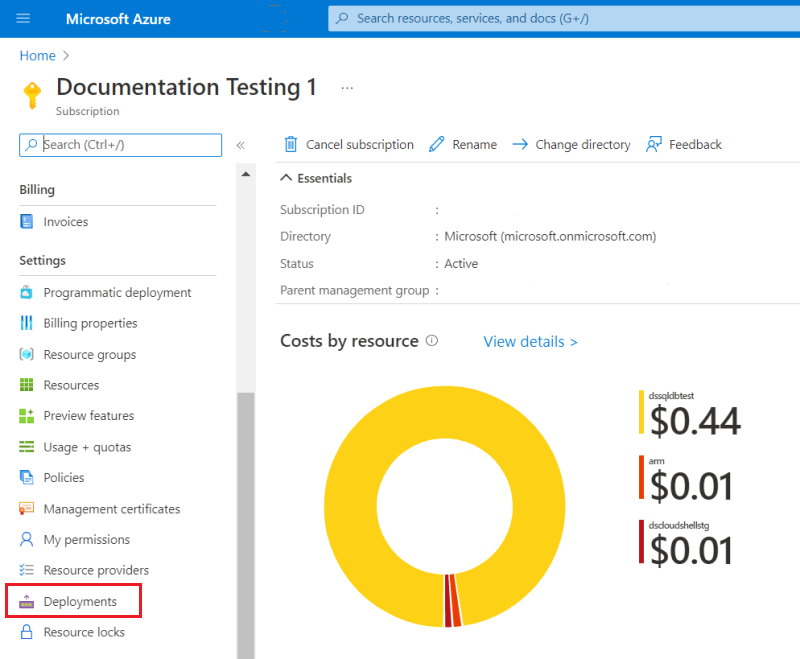 Microsoft Azure
Search resources, services, and docs (G+/)
Home >
Documentation Testing 1 ...
Subscription
Search (Ctrl+/) «
Billing
Invoices
Settings
Programmatic deployment
Billing properties
Resource groups
Resources
Preview features
Usage + quotas
Policies
Management certificates
My permissions
Resource providers
Deployments
Resource locks
Cancel subscription Rename Change directory Feedback
Essentials
Subscription ID :
Directory : Microsoft (microsoft.onmicrosoft.com)
Status : Active
Parent management group :
Costs by resource View details >
dssqldbtest
$0.44
arm
$0.01
dscloudshellstg
$0.01